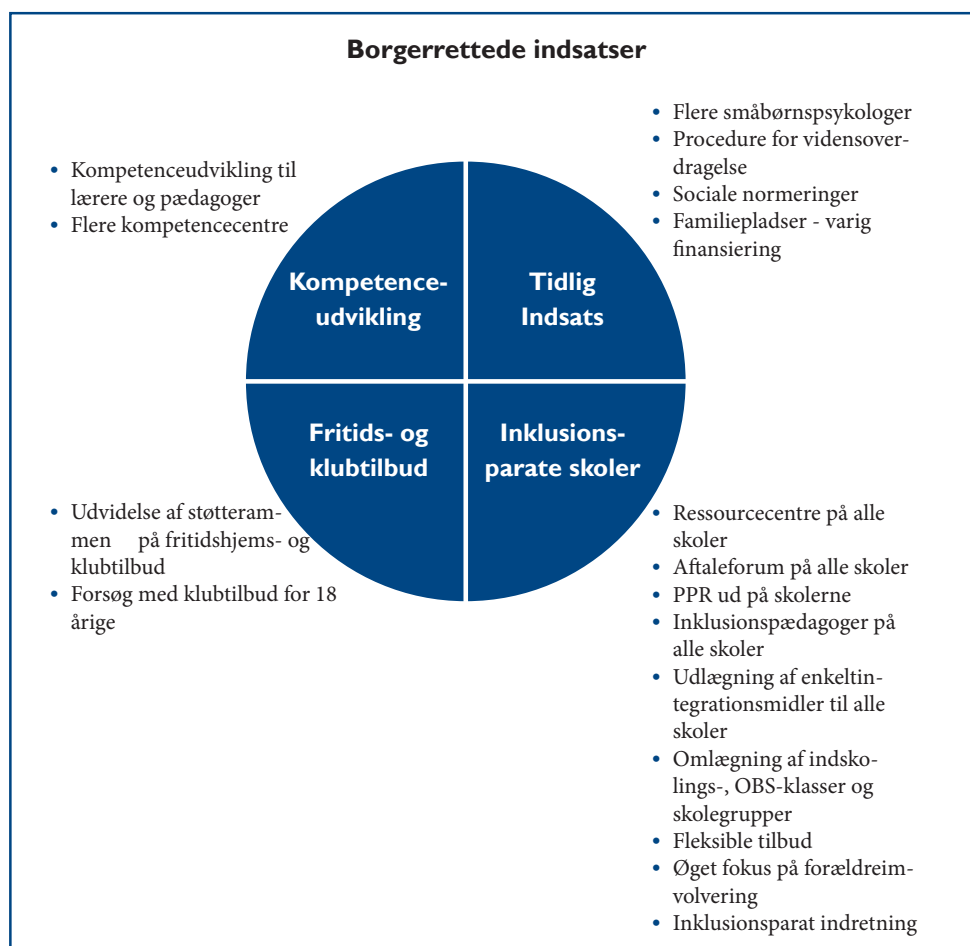 Borgerrettede indsatser
• Kompetenceudvikling til
lærere og pædagoger
• Flere kompetencecentre
• Flere småbørnspsykologer
• Procedure for vidensover-
dragelse
• Sociale normeringer
• Familiepladser - varig
finansiering
Kompetence-
udvikling
Tidlig
Indsats
Fritids- og
klubtilbud
Inklusions-
parate skoler
• Udvidelse af støtteram-
men på fritidshjems- og
klubtilbud
• Forsøg med klubtilbud for 18
årige
• Ressourcecentre på alle
skoler
• Aftaleforum på alle skoler
• PPR ud på skolerne
• Inklusionspædagoger på
alle skoler
• Udlægning af enkeltin-
tegrationsmidler til alle
skoler
• Omlægning af indsko-
lings-, OBS-klasser og
skolegrupper
• Fleksible tilbud
• Øget fokus på forældreim-
volvering
• Inklusionsparat indretning